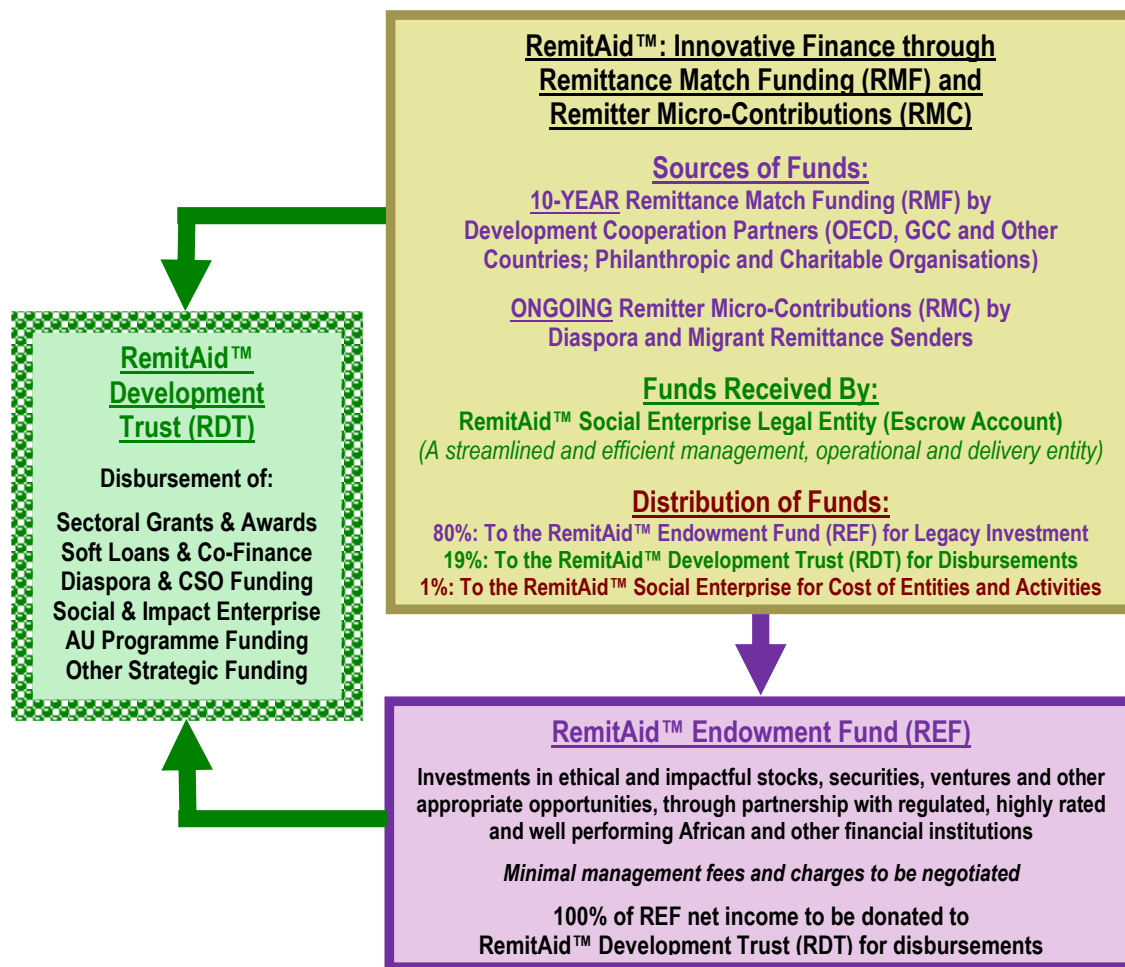 RemitAid™: Innovative Finance through
Remittance Match Funding (RMF) and
Remitter Micro-Contributions (RMC)
Sources of Funds:
10-YEAR Remittance Match Funding (RMF) by
Development Cooperation Partners (OECD, GCC and Other
Countries; Philanthropic and Charitable Organisations)
ONGOING Remitter Micro-Contributions (RMC) by
Diaspora and Migrant Remittance Senders
Funds Received By:
RemitAid™ Social Enterprise Legal Entity (Escrow Account)
(A streamlined and efficient management, operational and delivery entity)
Distribution of Funds:
80%: To the RemitAid™ Endowment Fund (REF) for Legacy Investment
19%: To the RemitAid™ Development Trust (RDT) for Disbursements
1%: To the RemitAid™ Social Enterprise for Cost of Entities and Activities
RemitAid™
Development
Trust (RDT)
Disbursement of:
Sectoral Grants & Awards
Soft Loans & Co-Finance
Diaspora & CSO Funding
Social & Impact Enterprise
AU Programme Funding
Other Strategic Funding
RemitAid™ Endowment Fund (REF)
Investments in ethical and impactful stocks, securities, ventures and other
appropriate opportunities, through partnership with regulated, highly rated
and well performing African and other financial institutions
Minimal management fees and charges to be negotiated
100% of REF net income to be donated to
RemitAid™ Development Trust (RDT) for disbursements